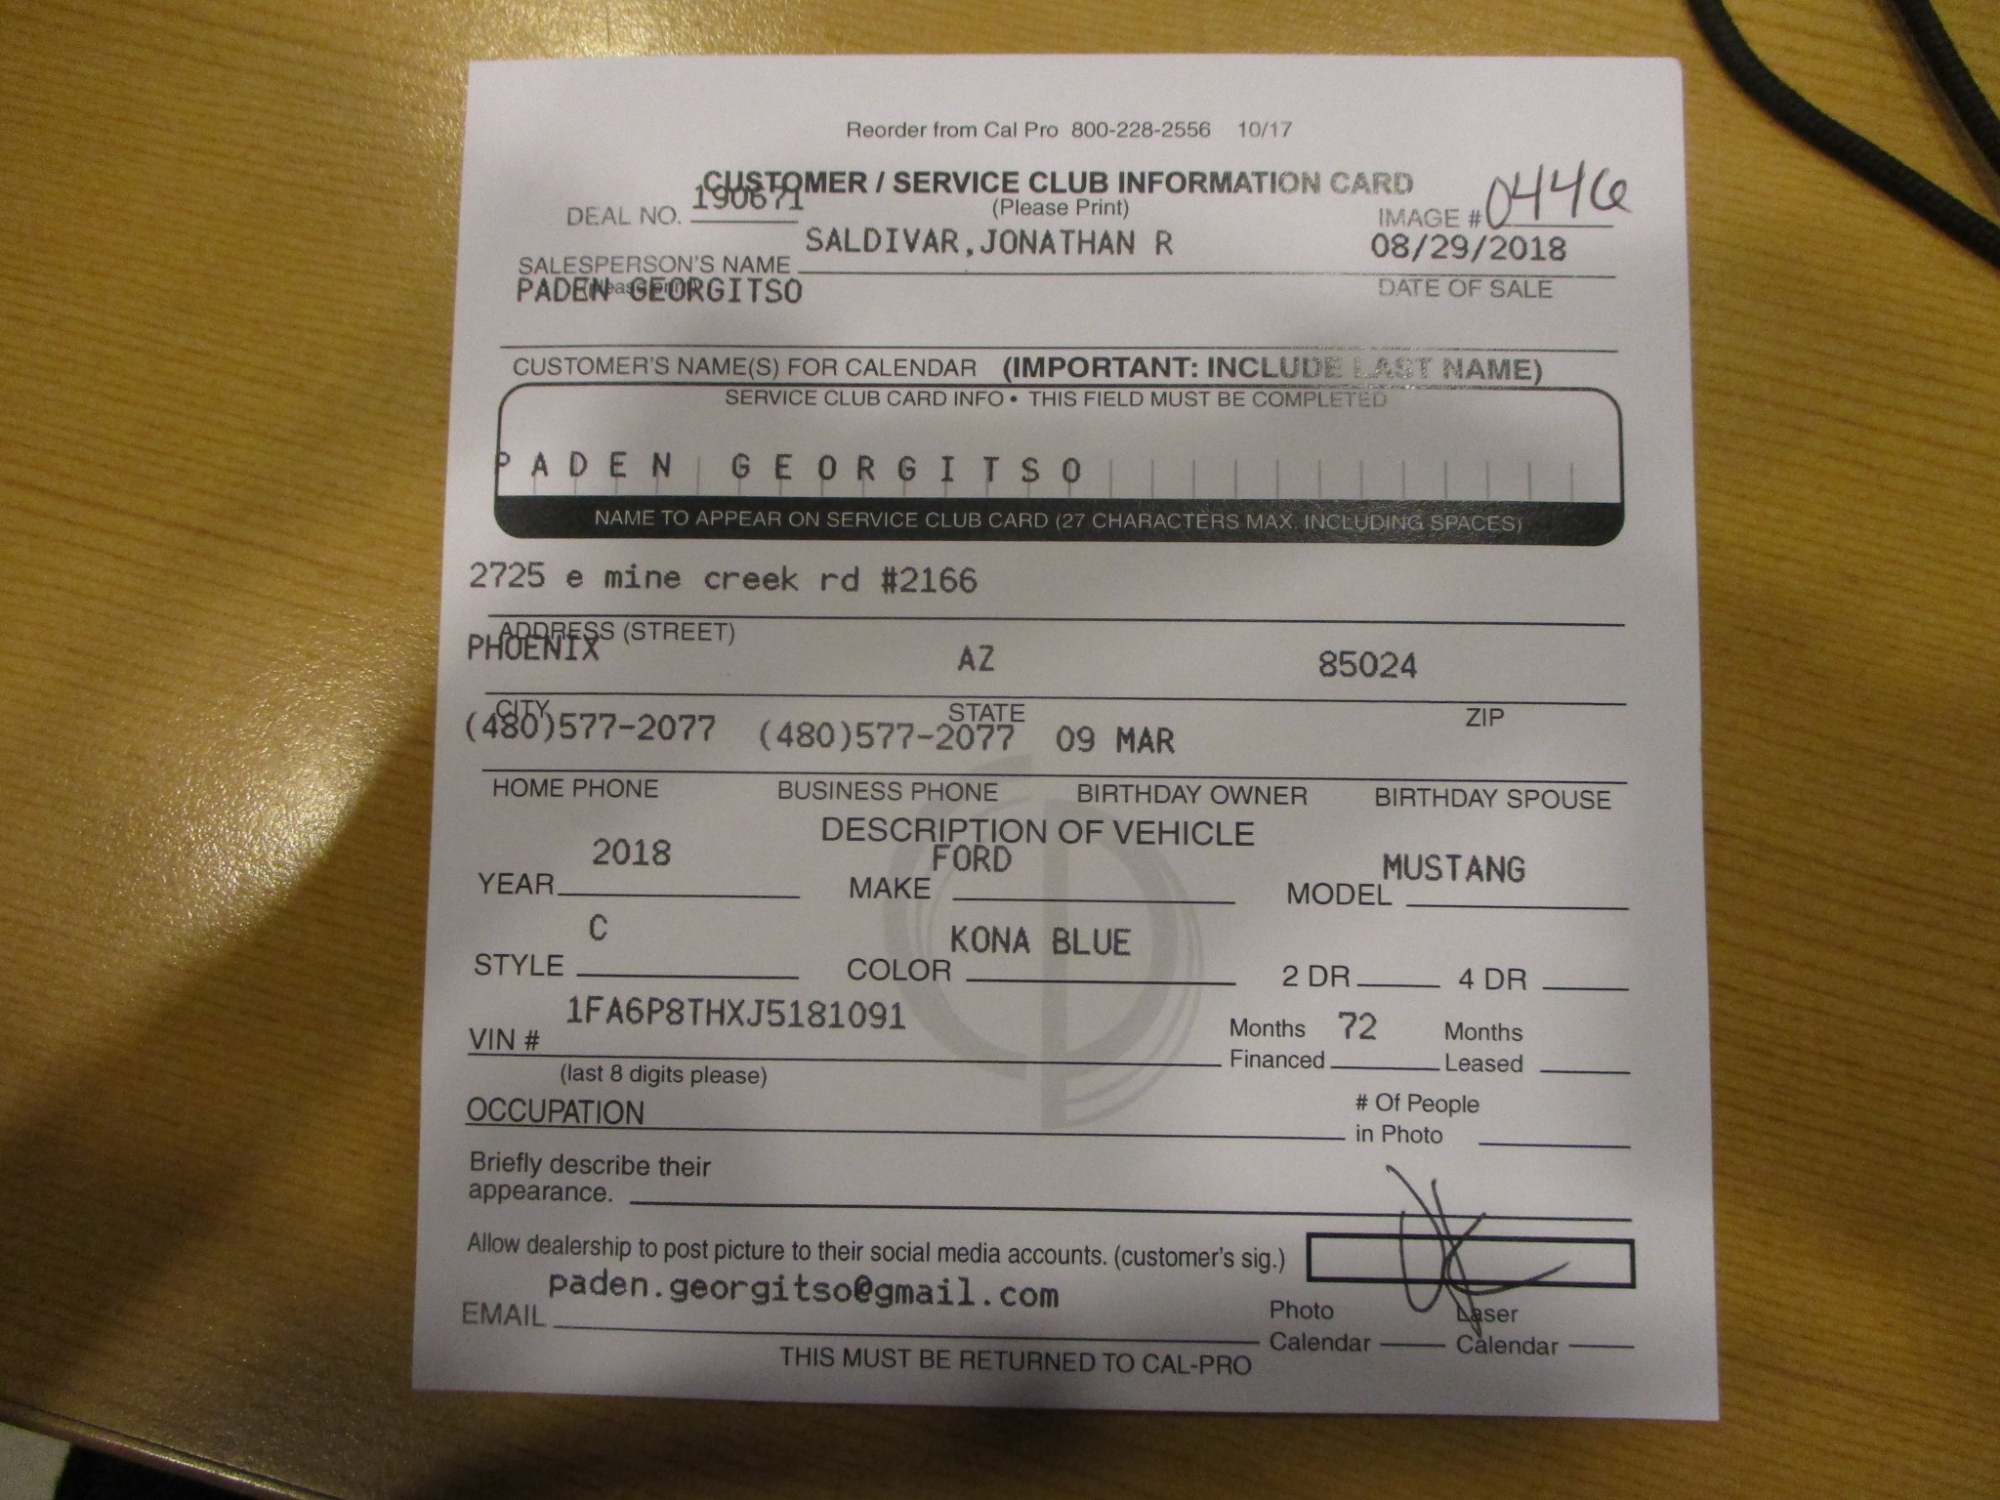 Reorder from Cal Pro 800-228-2556 10/17
CUSTOMER / SERVICE CLUB INFORMATION CARD
DEAL NO. 190671 (Please Print) IMAGE # 0446
SALESPERSON'S NAME SALDIVAR,JONATHAN R 08/29/2018
(please print) DATE OF SALE
PADEN GEORGITSO
CUSTOMER'S NAME(S) FOR CALENDAR (IMPORTANT: INCLUDE LAST NAME)
SERVICE CLUB CARD INFO • THIS FIELD MUST BE COMPLETED
PADEN GEORGITSO
NAME TO APPEAR ON SERVICE CLUB CARD (27 CHARACTERS MAX. INCLUDING SPACES)
2725 e mine creek rd #2166
ADDRESS (STREET)
PHOENIX AZ 85024
CITY STATE ZIP
(480)577-2077 (480)577-2077 09 MAR
HOME PHONE BUSINESS PHONE BIRTHDAY OWNER BIRTHDAY SPOUSE
DESCRIPTION OF VEHICLE
YEAR 2018 MAKE FORD MODEL MUSTANG
STYLE C COLOR KONA BLUE 2 DR 4 DR
VIN # 1FA6P8THXJ5181091 Months Financed 72 Months Leased
(last 8 digits please)
OCCUPATION # Of People in Photo
Briefly describe their
appearance.
Allow dealership to post picture to their social media accounts. (customer's sig.)
EMAIL paden.georgitso@gmail.com Photo Calendar Laser Calendar
THIS MUST BE RETURNED TO CAL-PRO